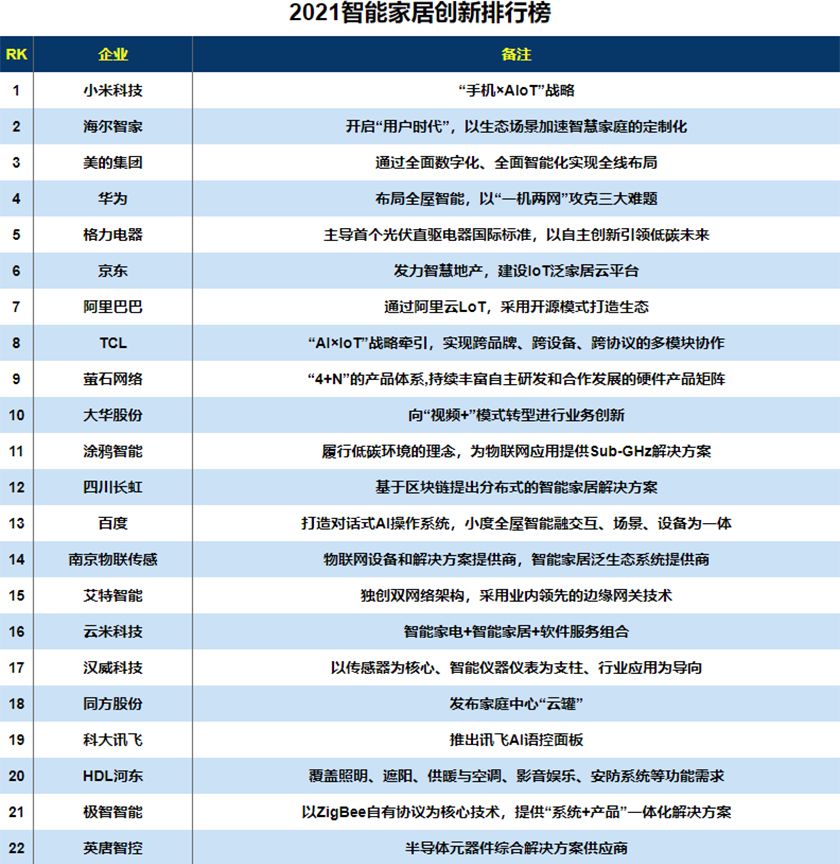 2021智能家居创新排行榜
RK 企业 备注
1 小米科技 “手机×AIoT”战略
2 海尔智家 开启“用户时代”，以生态场景加速智慧家庭的定制化
3 美的集团 通过全面数字化、全面智能化实现全线布局
4 华为 布局全屋智能，以“一机两网”攻克三大难题
5 格力电器 主导首个光伏直驱电器国际标准，以自主创新引领低碳未来
6 京东 发力智慧地产，建设IoT泛家居云平台
7 阿里巴巴 通过阿里云LoT，采用开源模式打造生态
8 TCL “AI×IoT”战略牵引，实现跨品牌、跨设备、跨协议的多模块协作
9 萤石网络 “4+N”的产品体系,持续丰富自主研发和合作发展的硬件产品矩阵
10 大华股份 向“视频+”模式转型进行业务创新
11 涂鸦智能 履行低碳环境的理念，为物联网应用提供Sub-GHz解决方案
12 四川长虹 基于区块链提出分布式的智能家居解决方案
13 百度 打造对话式AI操作系统，小度全屋智能融交互、场景、设备为一体
14 南京物联传感 物联网设备和解决方案提供商，智能家居泛生态系统提供商
15 艾特智能 独创双网络架构，采用业内领先的边缘网关技术
16 云米科技 智能家电+智能家居+软件服务组合
17 汉威科技 以传感器为核心、智能仪器仪表为支柱、行业应用为导向
18 同方股份 发布家庭中心“云罐”
19 科大讯飞 推出讯飞AI语控面板
20 HDL河东 覆盖照明、遮阳、供暖与空调、影音娱乐、安防系统等功能需求
21 极智智能 以ZigBee自有协议为核心技术，提供“系统+产品”一体化解决方案
22 英唐智控 半导体元器件综合解决方案供应商